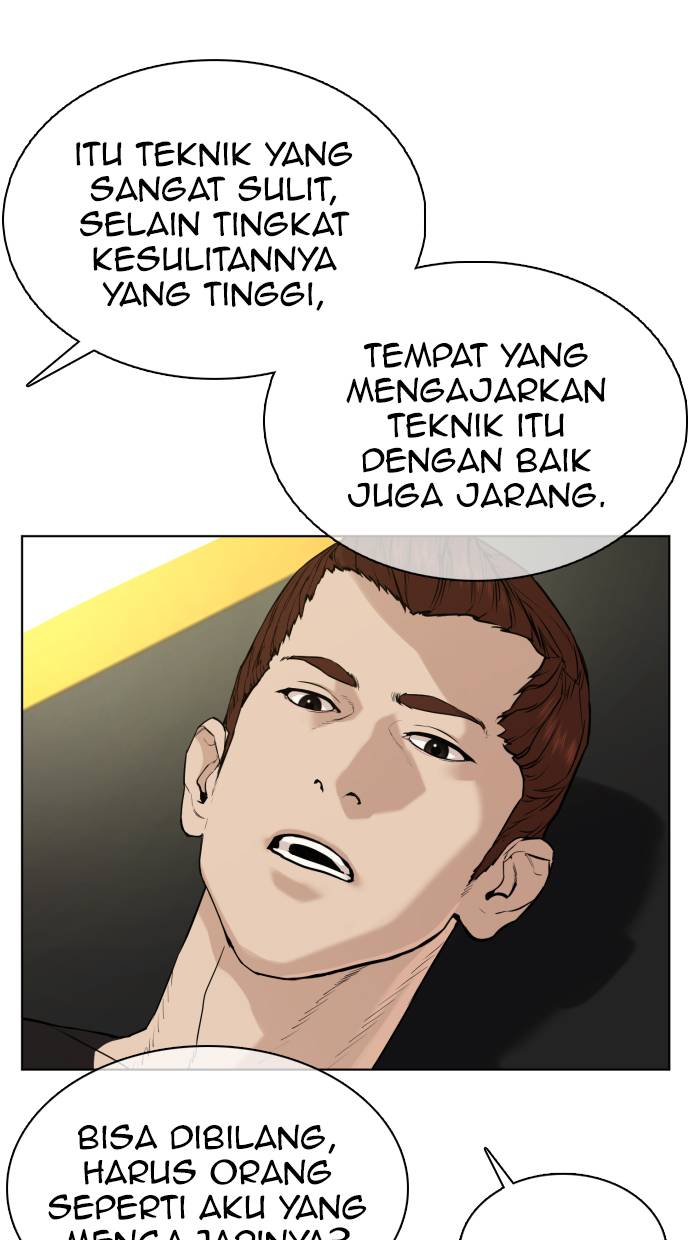 ITU TEKNIK YANG
SANGAT SULIT,
SELAIN TINGKAT
KESULITANNYA
YANG TINGGI,
TEMPAT YANG
MENGAJARKAN
TEKNIK ITU
DENGAN BAIK
JUGA JARANG.
BISA DIBILANG,
HARUS ORANG
SEPERTI AKU YANG
MENGAJARINYA?